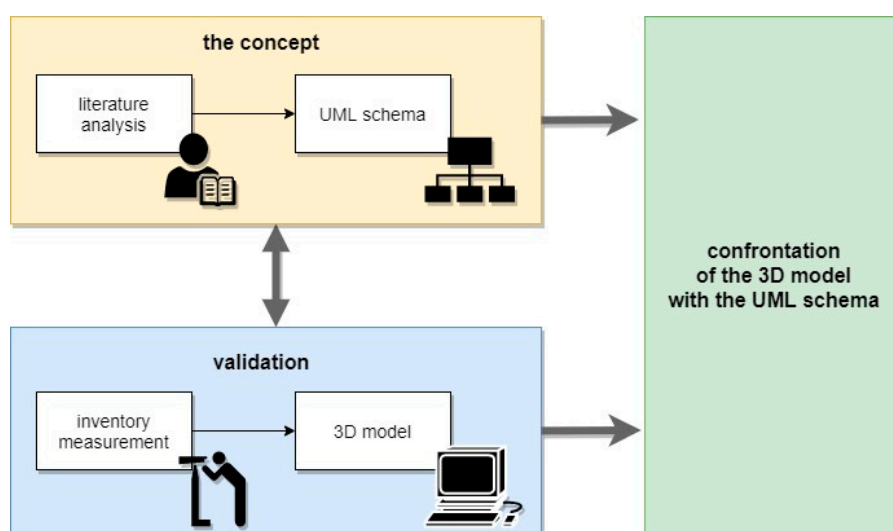 the concept
literature
analysis
UML schema
confrontation
of the 3D model
with the UML schema
validation
inventory
measurement
3D model